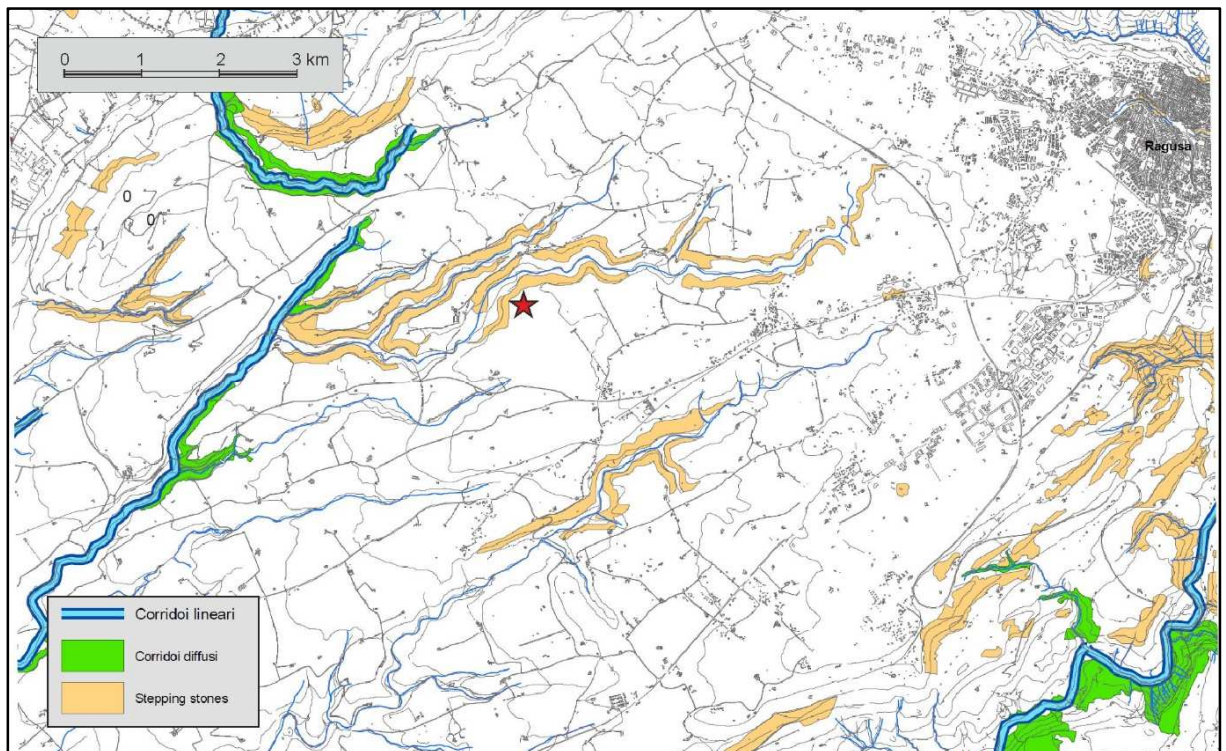 0 1 2 3 km
Ragusa
0
0
Corridoi lineari
Corridoi diffusi
Stepping stones